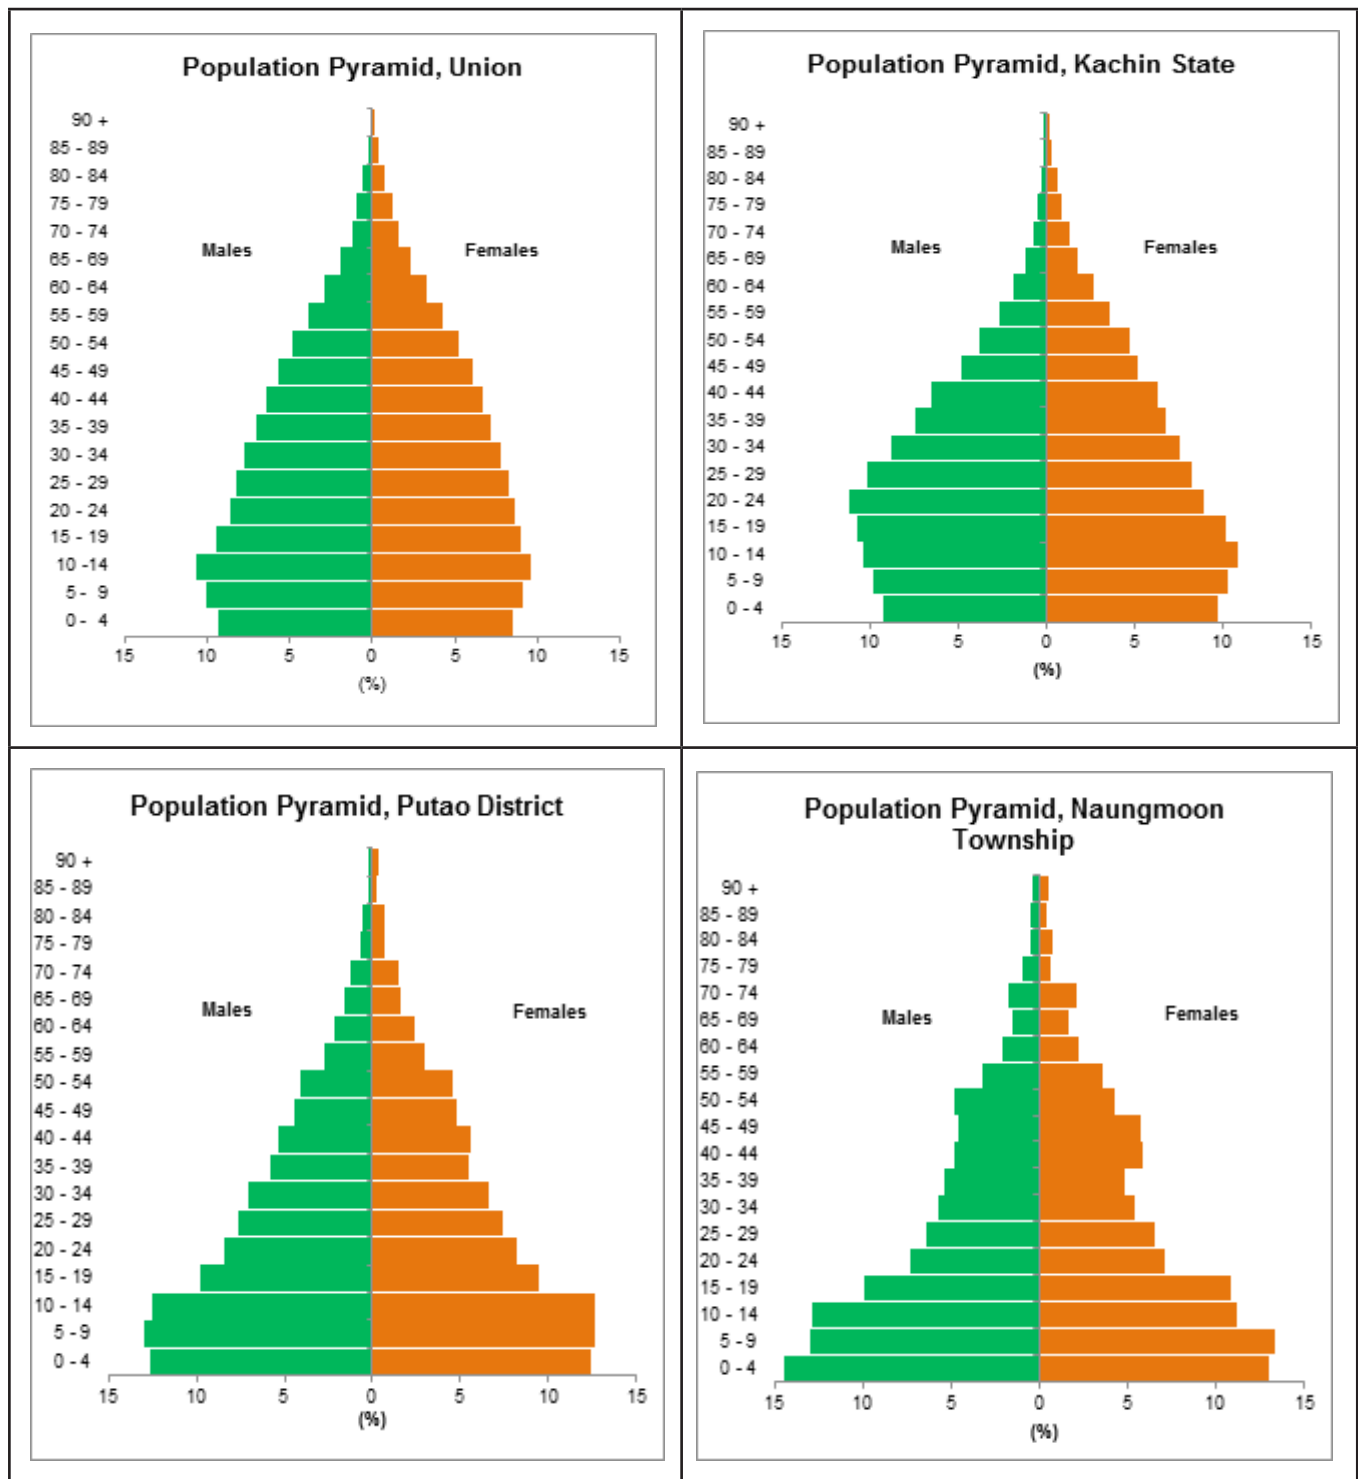 Population Pyramid, Union
90 +
85 - 89
80 - 84
75 - 79
70 - 74
65 - 69
60 - 64
55 - 59
50 - 54
45 - 49
40 - 44
35 - 39
30 - 34
25 - 29
20 - 24
15 - 19
10 -14
5 -  9
0 -  4
Males Females
15 10 5 0 5 10 15
(%)
Population Pyramid, Kachin State
90 +
85 - 89
80 - 84
75 - 79
70 - 74
65 - 69
60 - 64
55 - 59
50 - 54
45 - 49
40 - 44
35 - 39
30 - 34
25 - 29
20 - 24
15 - 19
10 - 14
5 - 9
0 - 4
Males Females
15 10 5 0 5 10 15
(%)
Population Pyramid, Putao District
90 +
85 - 89
80 - 84
75 - 79
70 - 74
65 - 69
60 - 64
55 - 59
50 - 54
45 - 49
40 - 44
35 - 39
30 - 34
25 - 29
20 - 24
15 - 19
10 - 14
5 - 9
0 - 4
Males Females
15 10 5 0 5 10 15
(%)
Population Pyramid, Naungmoon
Township
90 +
85 - 89
80 - 84
75 - 79
70 - 74
65 - 69
60 - 64
55 - 59
50 - 54
45 - 49
40 - 44
35 - 39
30 - 34
25 - 29
20 - 24
15 - 19
10 - 14
5 - 9
0 - 4
Males Females
15 10 5 0 5 10 15
(%)